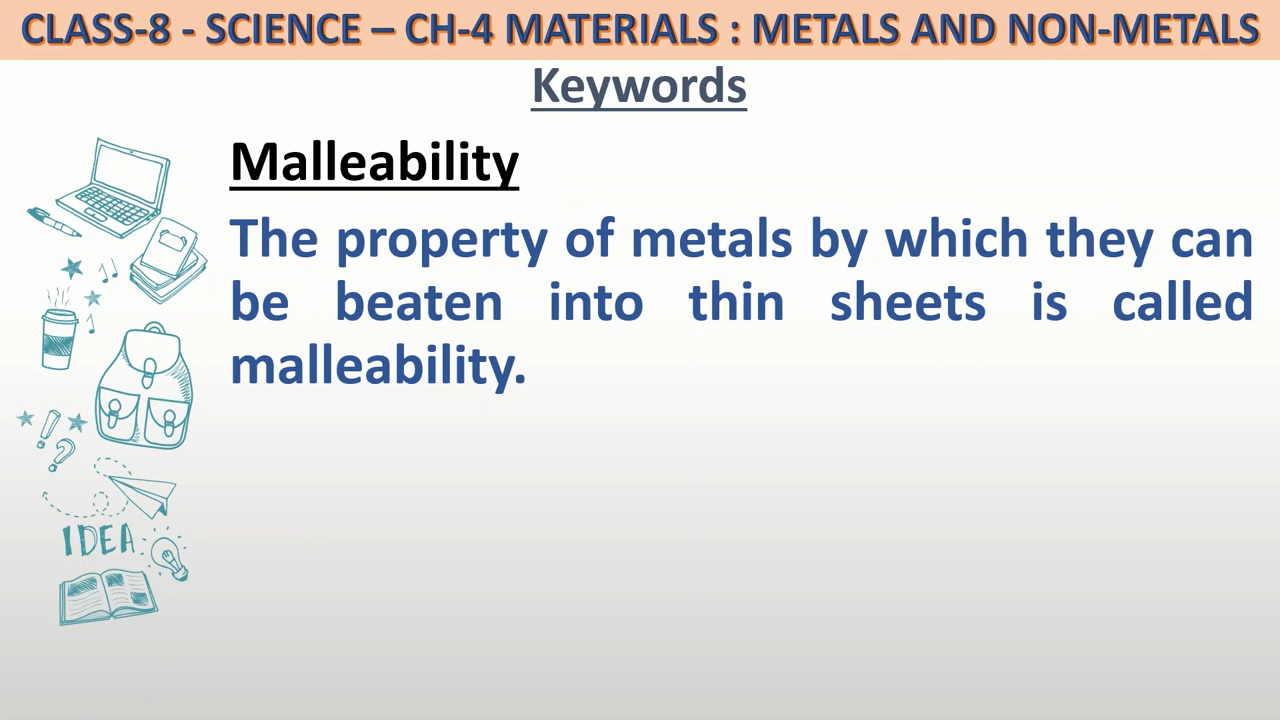 CLASS-8 - SCIENCE – CH-4 MATERIALS : METALS AND NON-METALS
Keywords
Malleability
The property of metals by which they can
be beaten into thin sheets is called
malleability.
IDEA